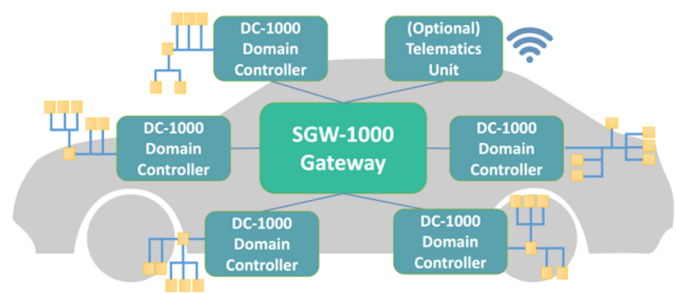 DC-1000
Domain
Controller
(Optional)
Telematics
Unit
DC-1000
Domain
Controller
SGW-1000
Gateway
DC-1000
Domain
Controller
DC-1000
Domain
Controller
DC-1000
Domain
Controller